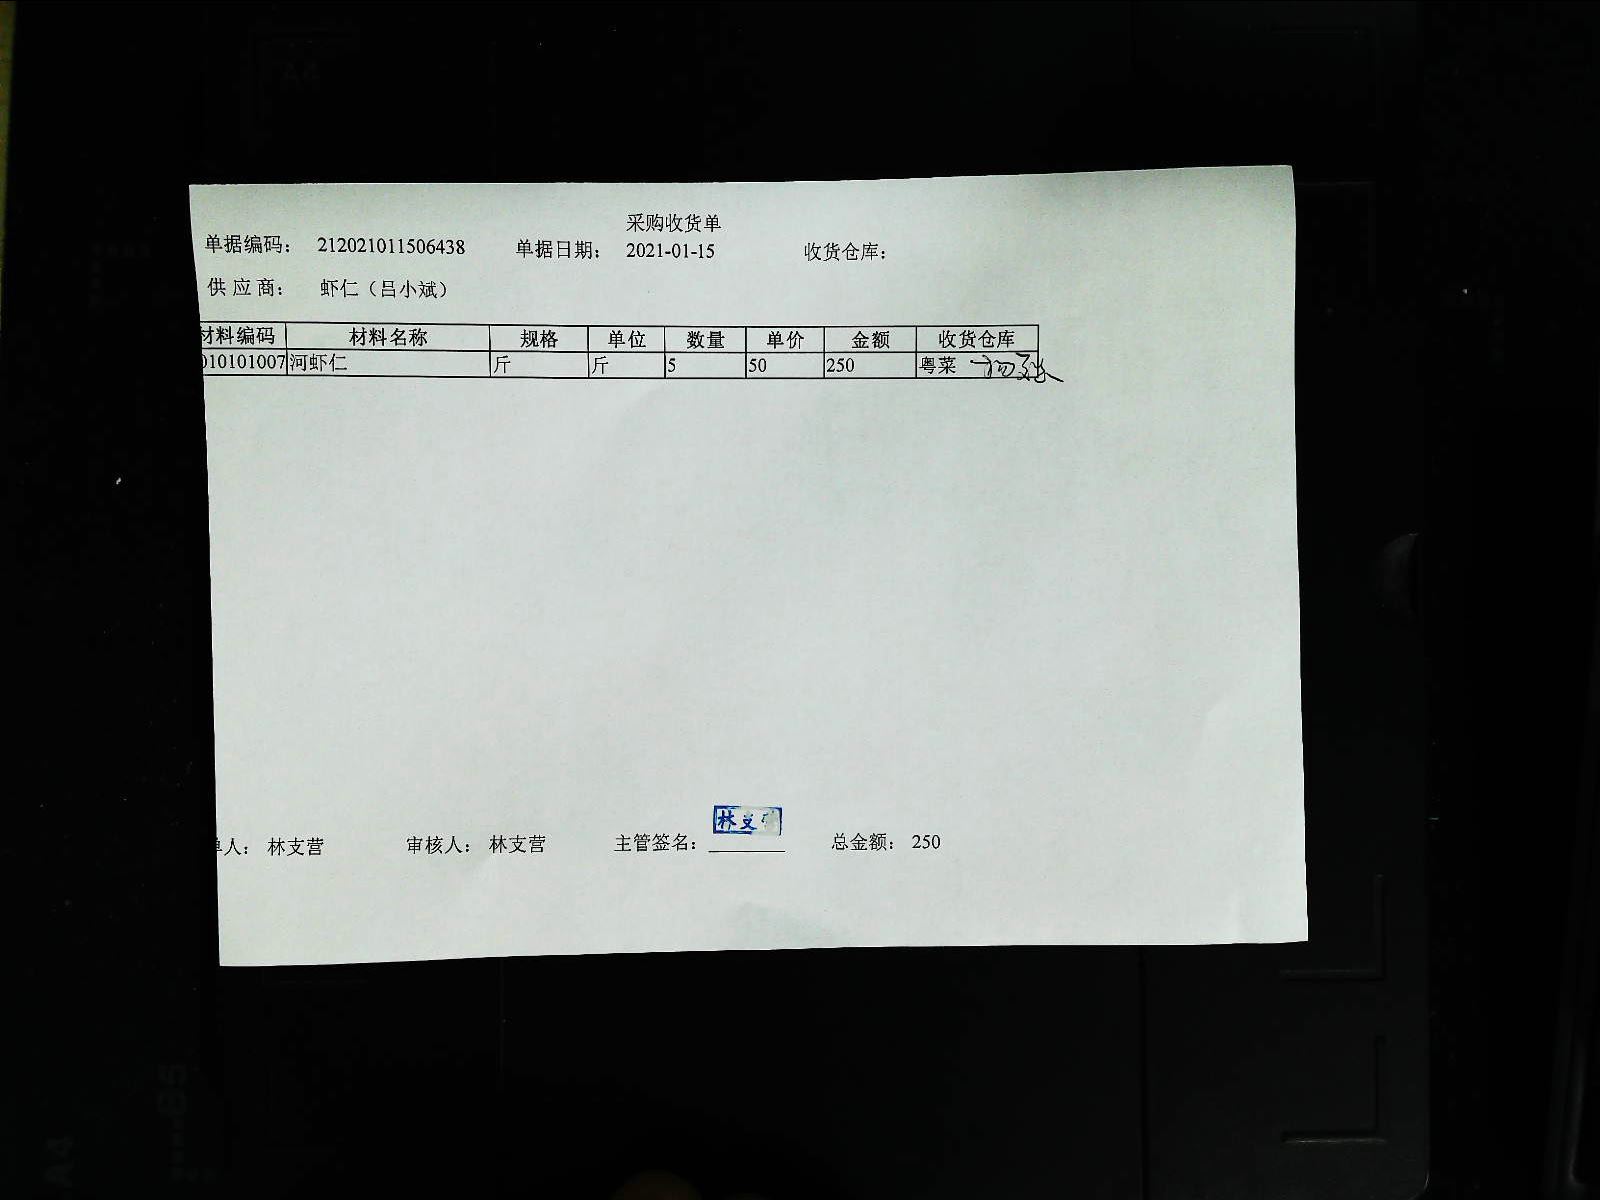 采购收货单
单据编码： 212021011506438 单据日期： 2021-01-15 收货仓库：
供应商： 虾仁（吕小斌）
材料编码 材料名称 规格 单位 数量 单价 金额 收货仓库
010101007 河虾仁 斤 斤 5 50 250 粤菜
林支营
单人： 林支营 审核人： 林支营 主管签名： 总金额： 250